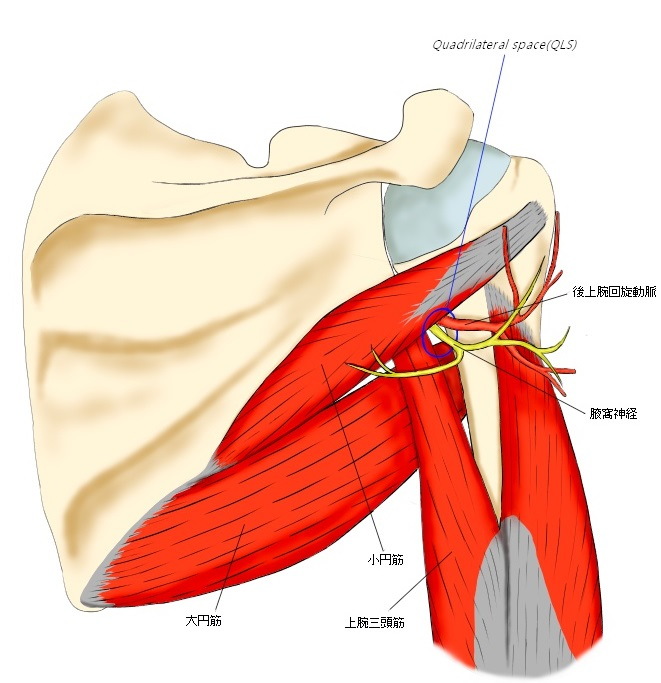 Quadrilateral space(QLS)
後上腕回旋動脈
腋窩神経
小円筋
大円筋
上腕三頭筋